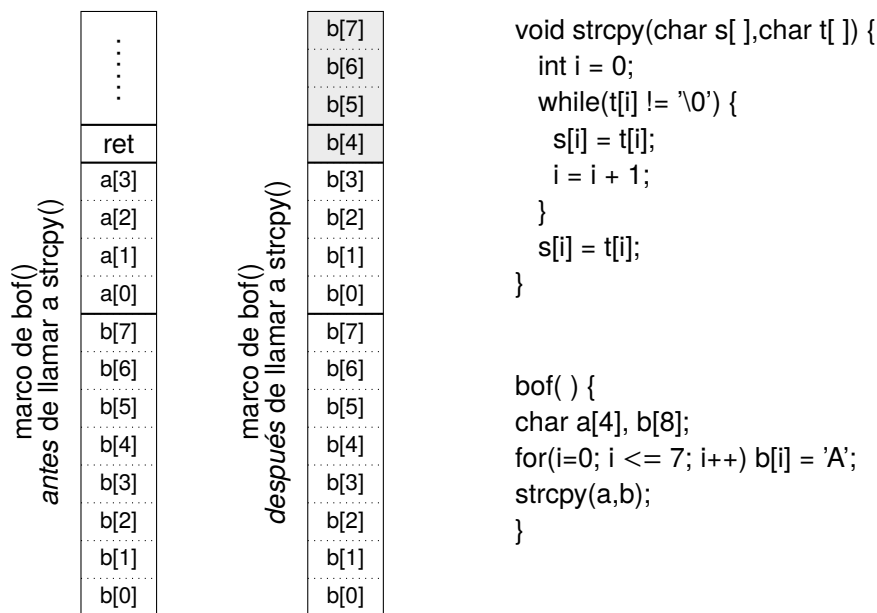 ......
ret
a[3]
a[2]
a[1]
a[0]
b[7]
b[6]
b[5]
b[4]
b[3]
b[2]
b[1]
b[0]
marco de bof()
antes de llamar a strcpy()
b[7]
b[6]
b[5]
b[4]
b[3]
b[2]
b[1]
b[0]
b[7]
b[6]
b[5]
b[4]
b[3]
b[2]
b[1]
b[0]
marco de bof()
después de llamar a strcpy()
void strcpy(char s[ ],char t[ ]) {
int i = 0;
while(t[i] != '\0') {
s[i] = t[i];
i = i + 1;
}
s[i] = t[i];
}
bof( ) {
char a[4], b[8];
for(i=0; i <= 7; i++) b[i] = 'A';
strcpy(a,b);
}